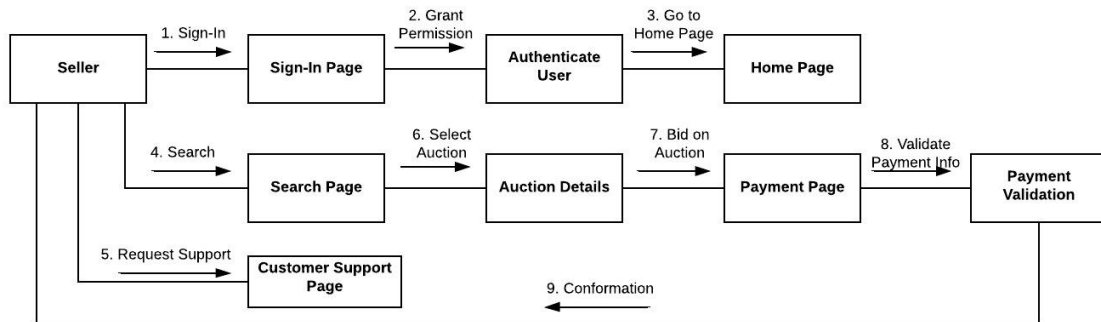 1. Sign-In
2. Grant
Permission
3. Go to
Home Page
Seller
Sign-In Page
Authenticate
User
Home Page
4. Search
6. Select
Auction
7. Bid on
Auction
8. Validate
Payment Info
Search Page
Auction Details
Payment Page
Payment
Validation
5. Request Support
Customer Support
Page
9. Conformation